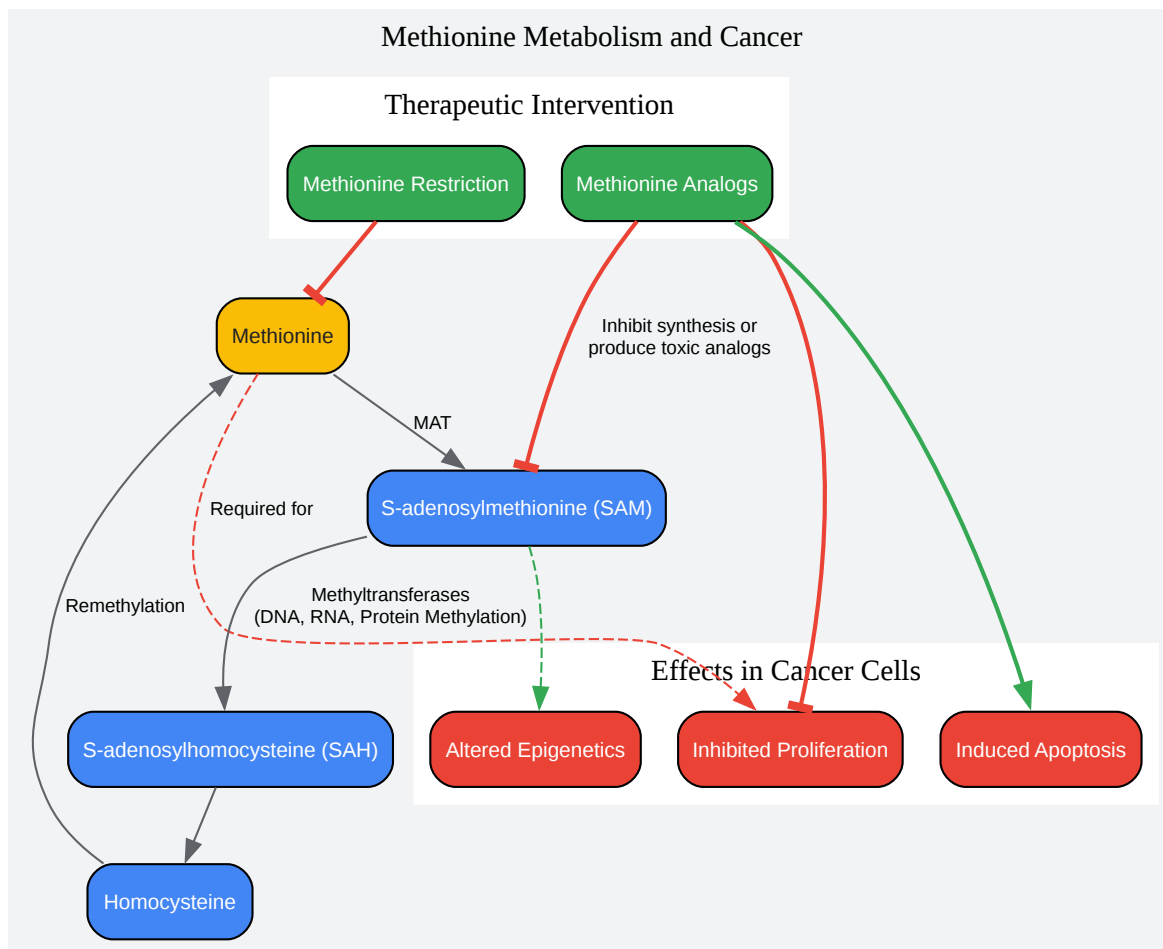 Methionine Metabolism and Cancer
Therapeutic Intervention
Methionine Restriction
Methionine Analogs
Inhibit synthesis or
produce toxic analogs
Methionine
MAT
S-adenosylmethionine (SAM)
Required for
Methyltransferases
(DNA, RNA, Protein Methylation)
Remethylation
Effects in Cancer Cells
S-adenosylhomocysteine (SAH)
Altered Epigenetics
Inhibited Proliferation
Induced Apoptosis
Homocysteine